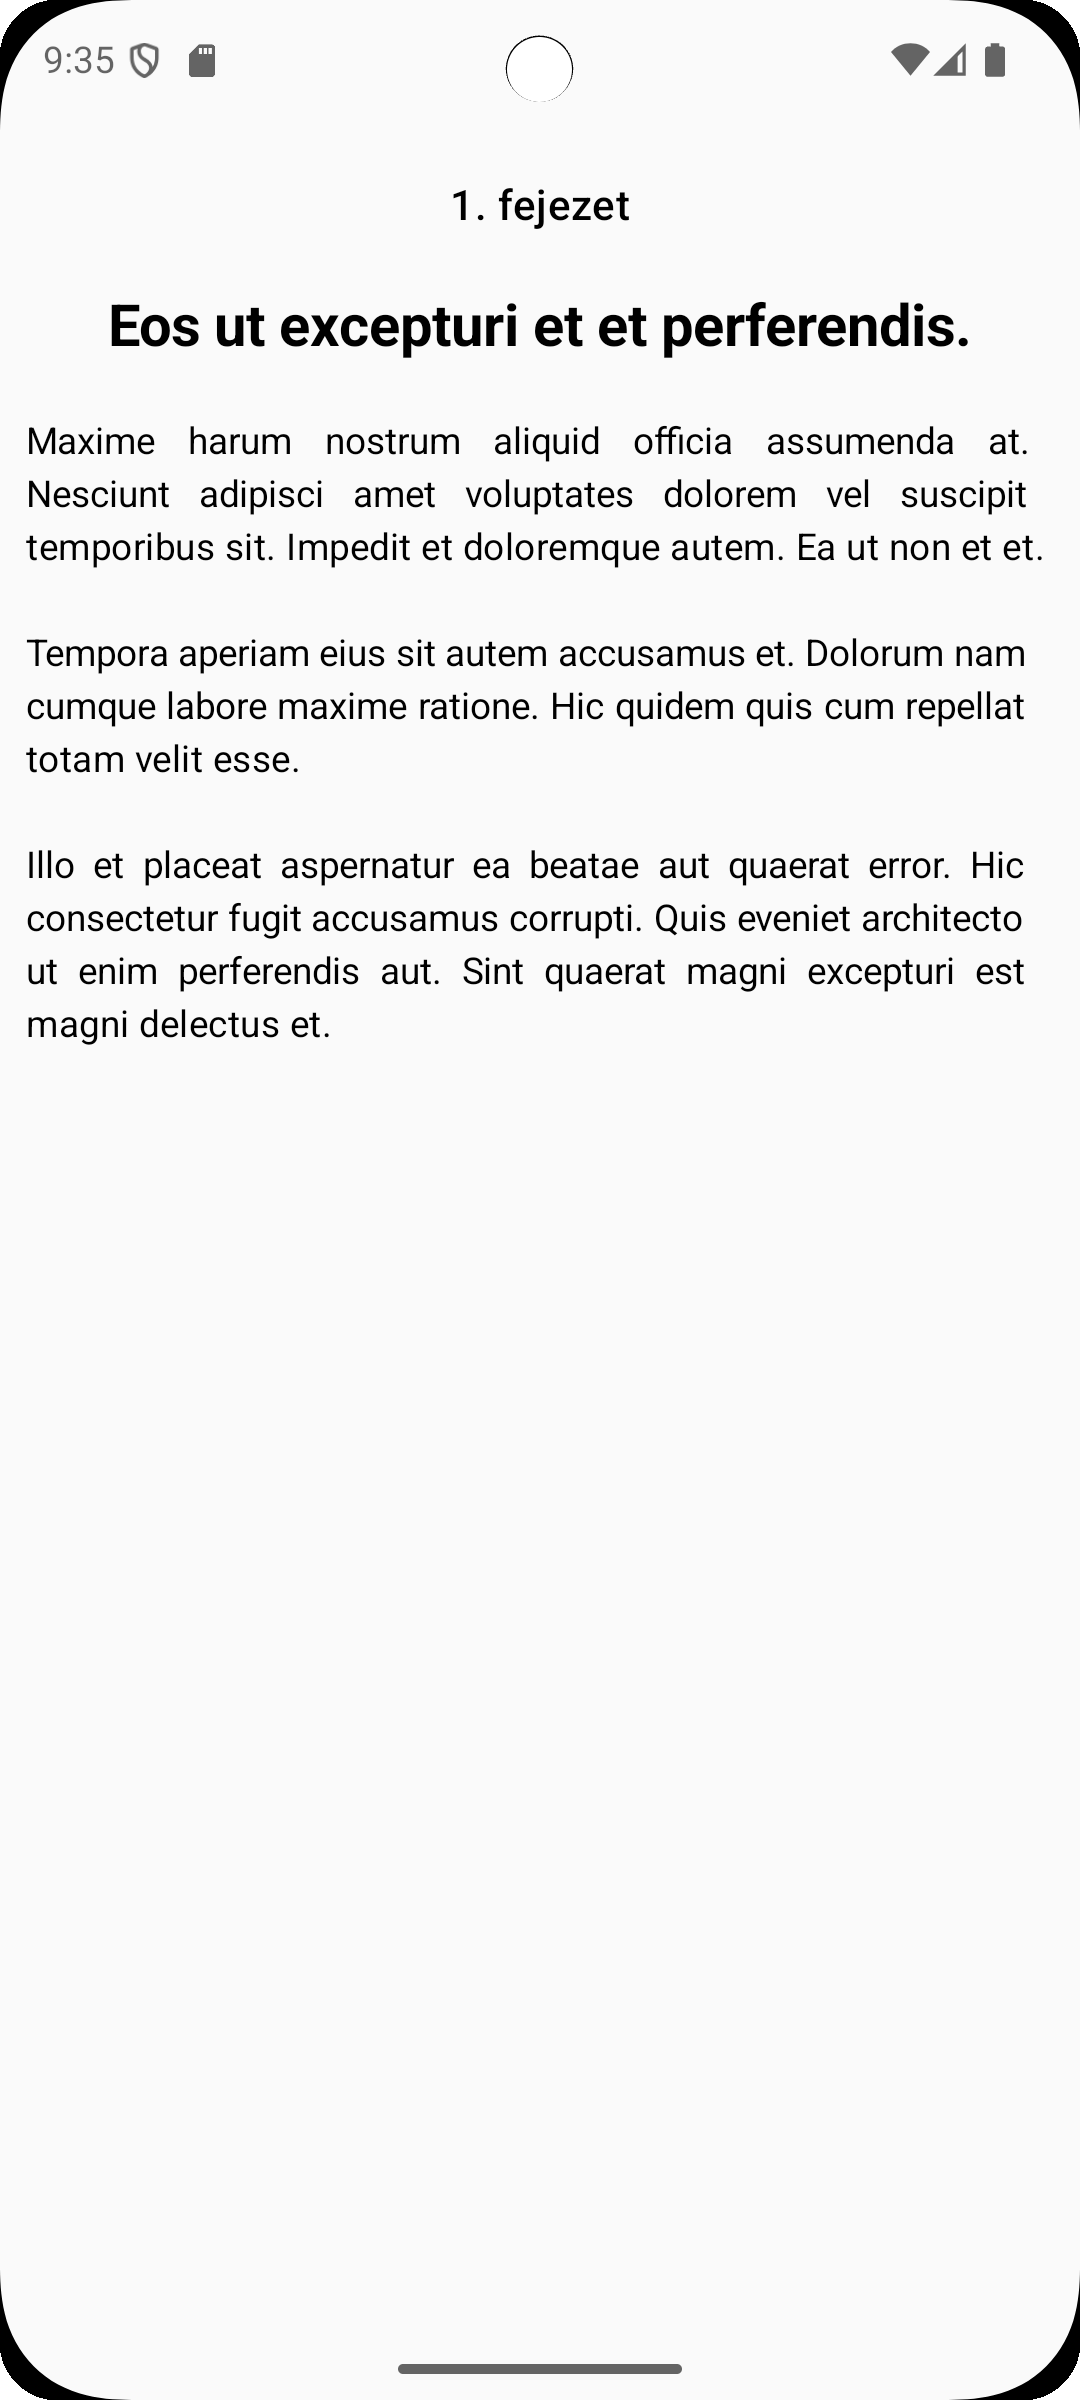 9:35
1. fejezet
Eos ut excepturi et et perferendis.
Maxime harum nostrum aliquid officia assumenda at.
Nesciunt adipisci amet voluptates dolorem vel suscipit
temporibus sit. Impedit et doloremque autem. Ea ut non et et.
Tempora aperiam eius sit autem accusamus et. Dolorum nam
cumque labore maxime ratione. Hic quidem quis cum repellat
totam velit esse.
Illo et placeat aspernatur ea beatae aut quaerat error. Hic
consectetur fugit accusamus corrupti. Quis eveniet architecto
ut enim perferendis aut. Sint quaerat magni excepturi est
magni delectus et.